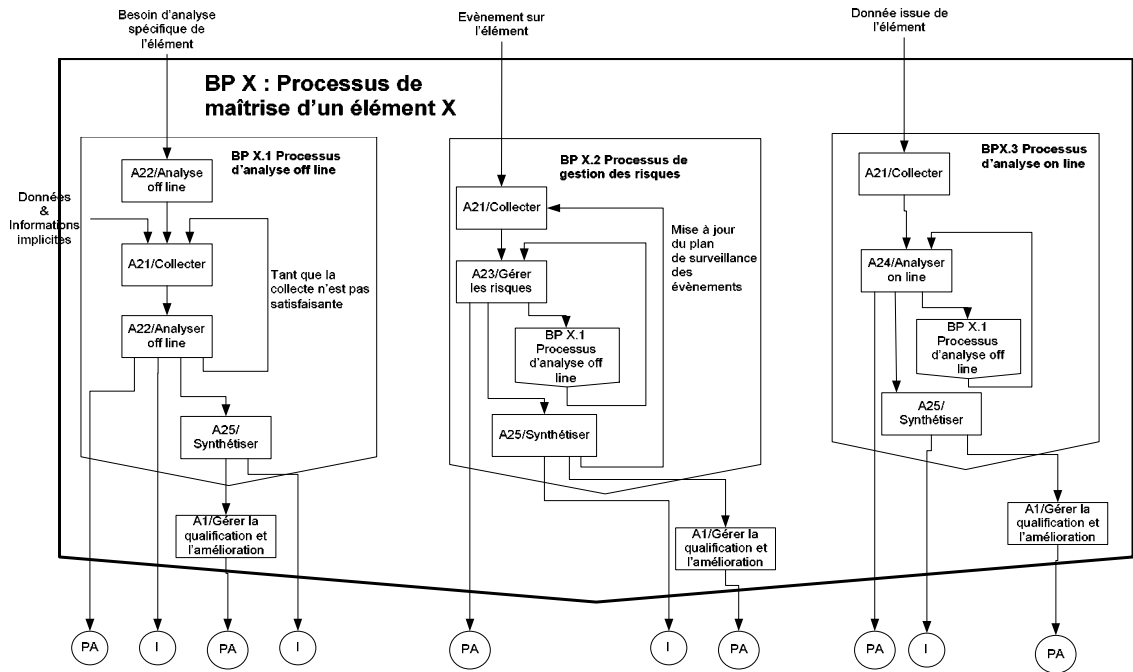 Besoin d'analyse
spécifique de
l'élément
Evènement sur
l'élément
Donnée issue de
l'élément
BP X : Processus de
maîtrise d'un élément X
BP X.1 Processus
d'analyse off line
A22/Analyse
off line
Données
&
Informations
implicites
A21/Collecter
Tant que la
collecte n'est pas
satisfaisante
A22/Analyser
off line
A25/
Synthétiser
A1/Gérer la
qualification et
l'amélioration
BP X.2 Processus de
gestion des risques
A21/Collecter
Mise à jour
du plan
de surveillance
des
évènements
A23/Gérer
les risques
BP X.1
Processus
d'analyse off
line
A25/Synthétiser
A1/Gérer la
qualification et
l'amélioration
BPX.3 Processus
d'analyse on line
A21/Collecter
A24/Analyser
on line
BP X.1
Processus
d'analyse off
line
A25/
Synthétiser
A1/Gérer la
qualification et
l'amélioration
PA
I
PA
I
PA
I
PA
PA
I
PA